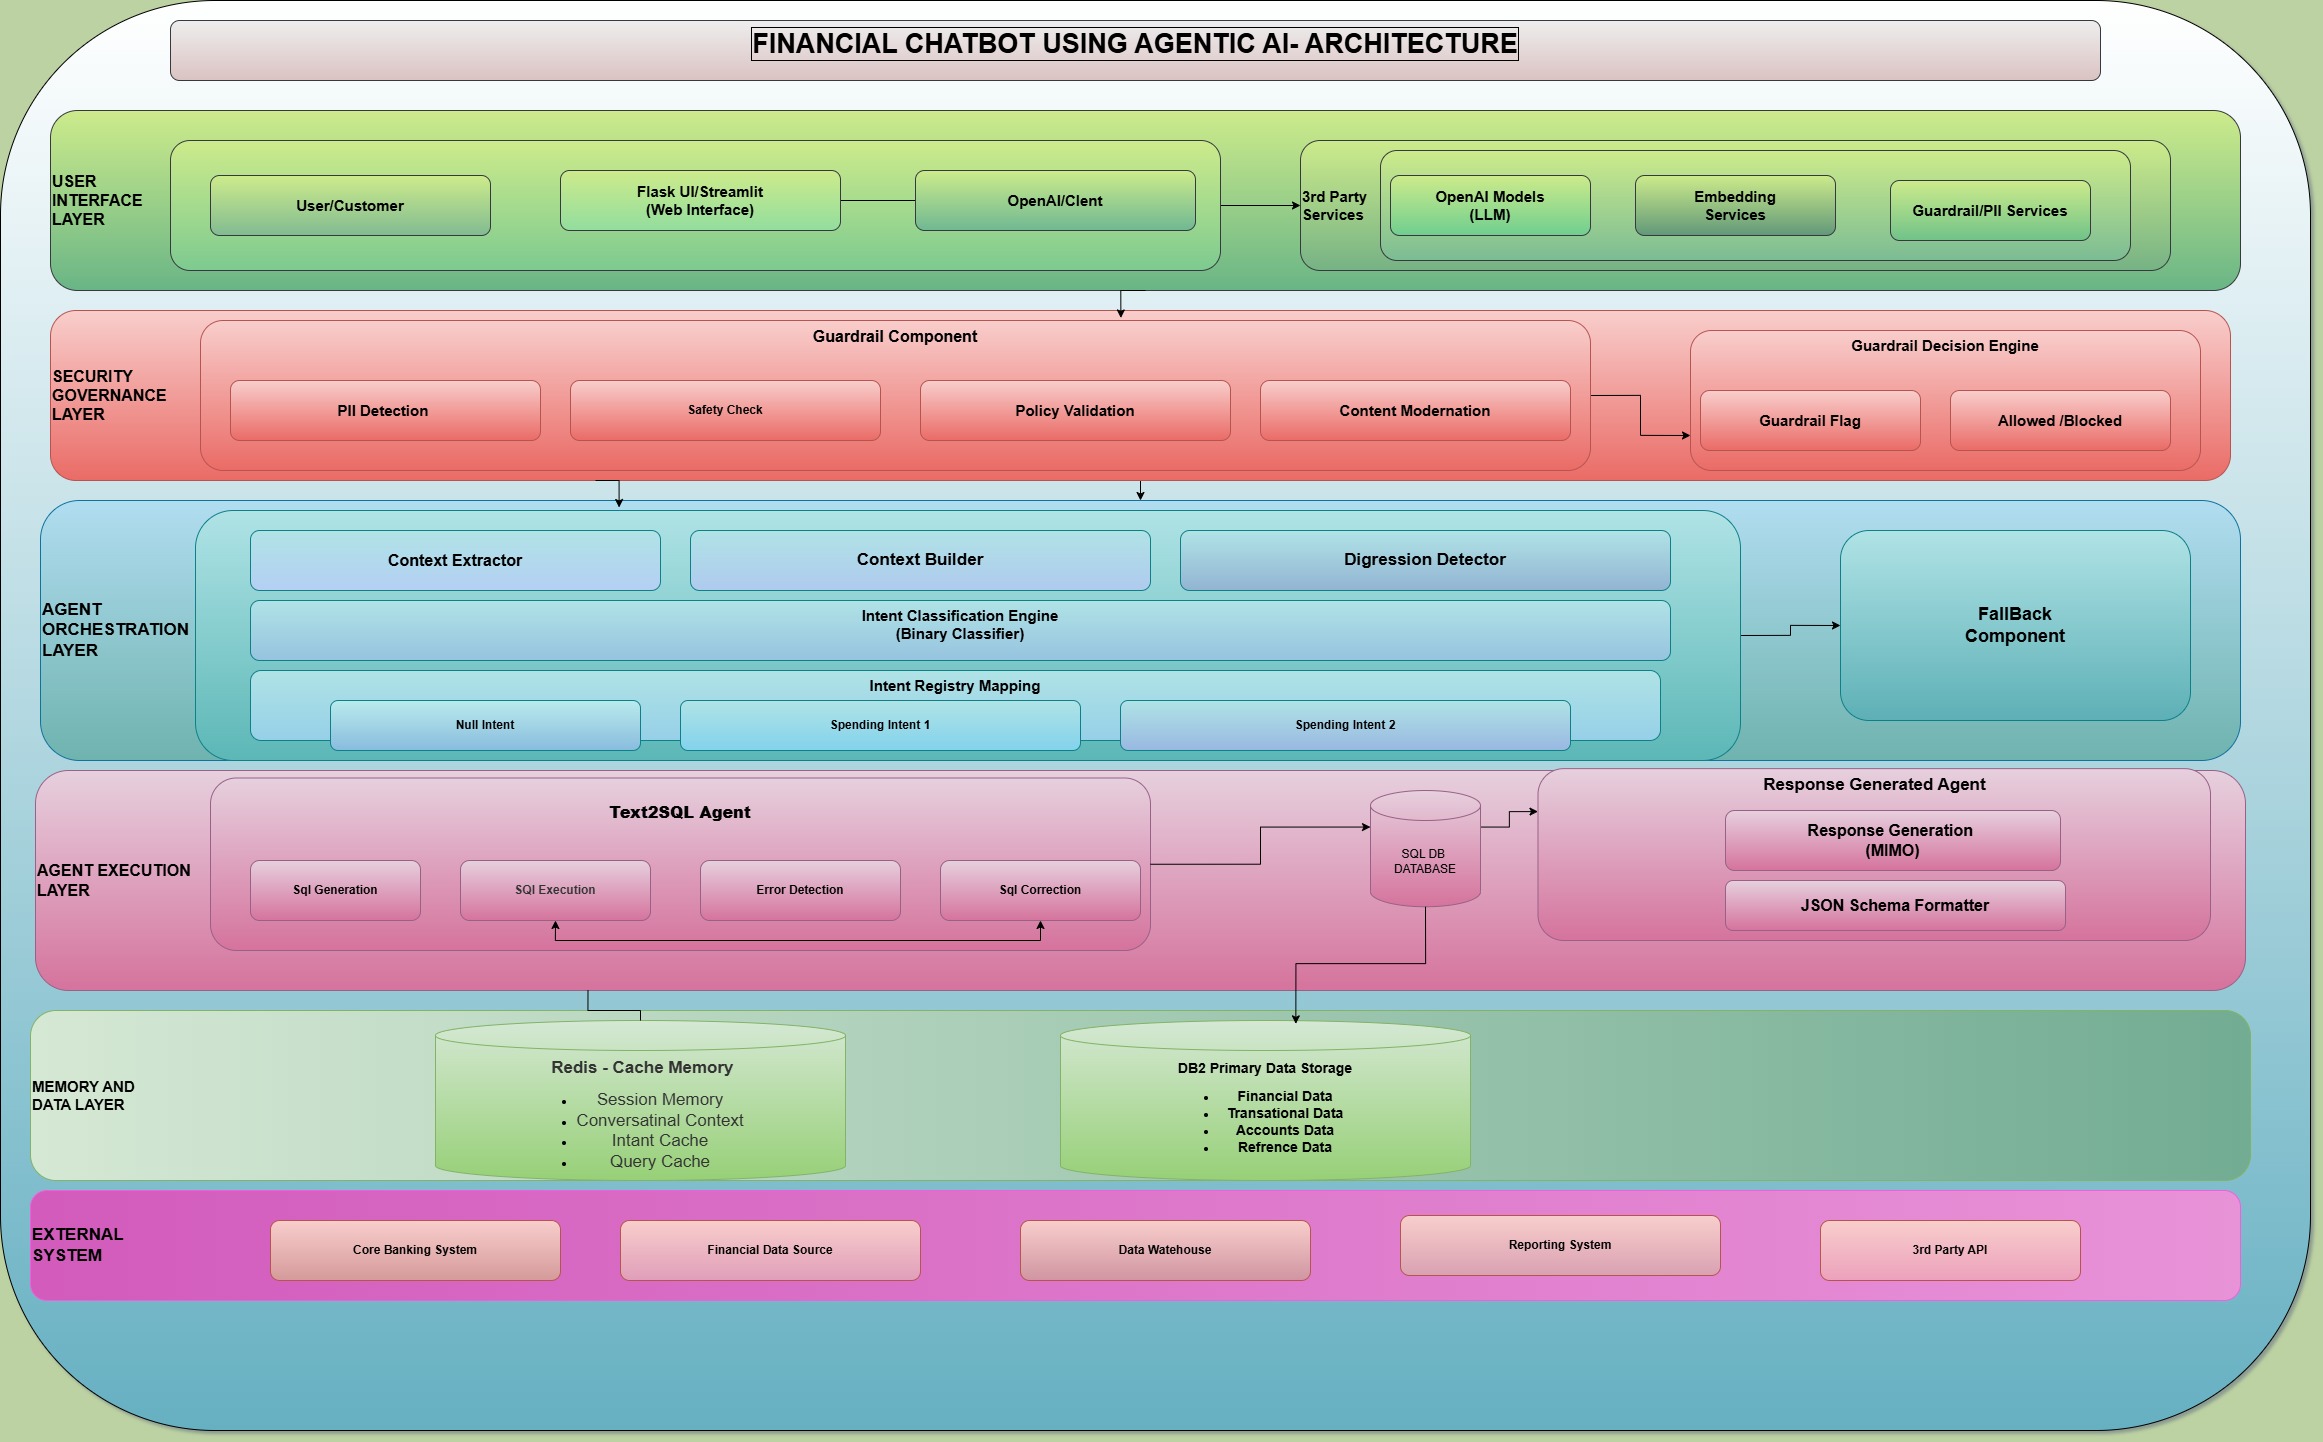 FINANCIAL CHATBOT USING AGENTIC AI- ARCHITECTURE
USER
INTERFACE
LAYER
User/Customer
Flask UI/Streamlit
(Web Interface)
OpenAI/Clent
3rd Party
Services
OpenAI Models
(LLM)
Embedding
Services
Guardrail/PII Services
SECURITY
GOVERNANCE
LAYER
Guardrail Component
PII Detection
Safety Check
Policy Validation
Content Modernation
Guardrail Decision Engine
Guardrail Flag
Allowed /Blocked
AGENT
ORCHESTRATION
LAYER
Context Extractor
Context Builder
Digression Detector
Intent Classification Engine
(Binary Classifier)
Intent Registry Mapping
Null Intent
Spending Intent 1
Spending Intent 2
FallBack
Component
AGENT EXECUTION
LAYER
Text2SQL Agent
Sql Generation
SQl Execution
Error Detection
Sql Correction
SQL DB
DATABASE
Response Generated Agent
Response Generation
(MIMO)
JSON Schema Formatter
MEMORY AND
DATA LAYER
Redis - Cache Memory
• Session Memory
• Conversatinal Context
• Intant Cache
• Query Cache
DB2 Primary Data Storage
• Financial Data
• Transational Data
• Accounts Data
• Refrence Data
EXTERNAL
SYSTEM
Core Banking System
Financial Data Source
Data Watehouse
Reporting System
3rd Party API